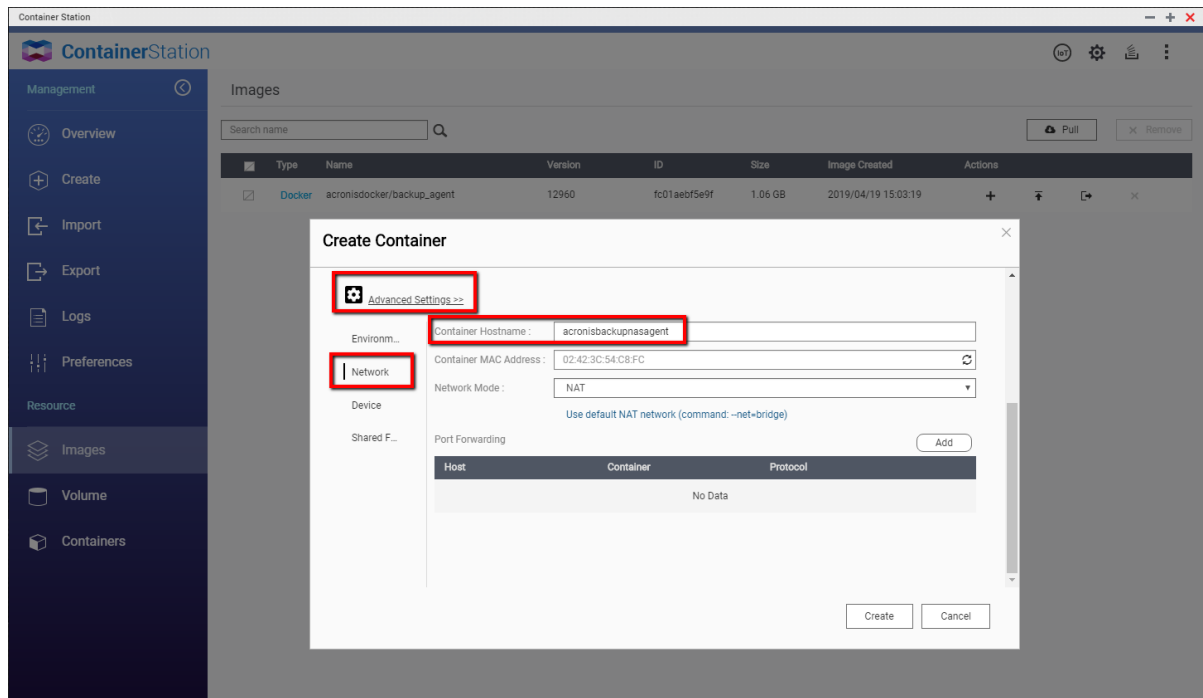 Container Station
ContainerStation
IoT
Management
Overview
Create
Import
Export
Logs
Preferences
Resource
Images
Volume
Containers
Images
Search name
Pull
Remove
Type Name Version ID Size Image Created Actions
Docker acronisdocker/backup_agent 12960 fc01aebf5e9f 1.06 GB 2019/04/19 15:03:19
Create Container
Advanced Settings >>
Environm...
Network
Device
Shared F...
Container Hostname : acronisbackupnasagent
Container MAC Address : 02:42:3C:54:C8:FC
Network Mode : NAT
Use default NAT network (command: --net=bridge)
Port Forwarding
Add
Host Container Protocol
No Data
Create
Cancel